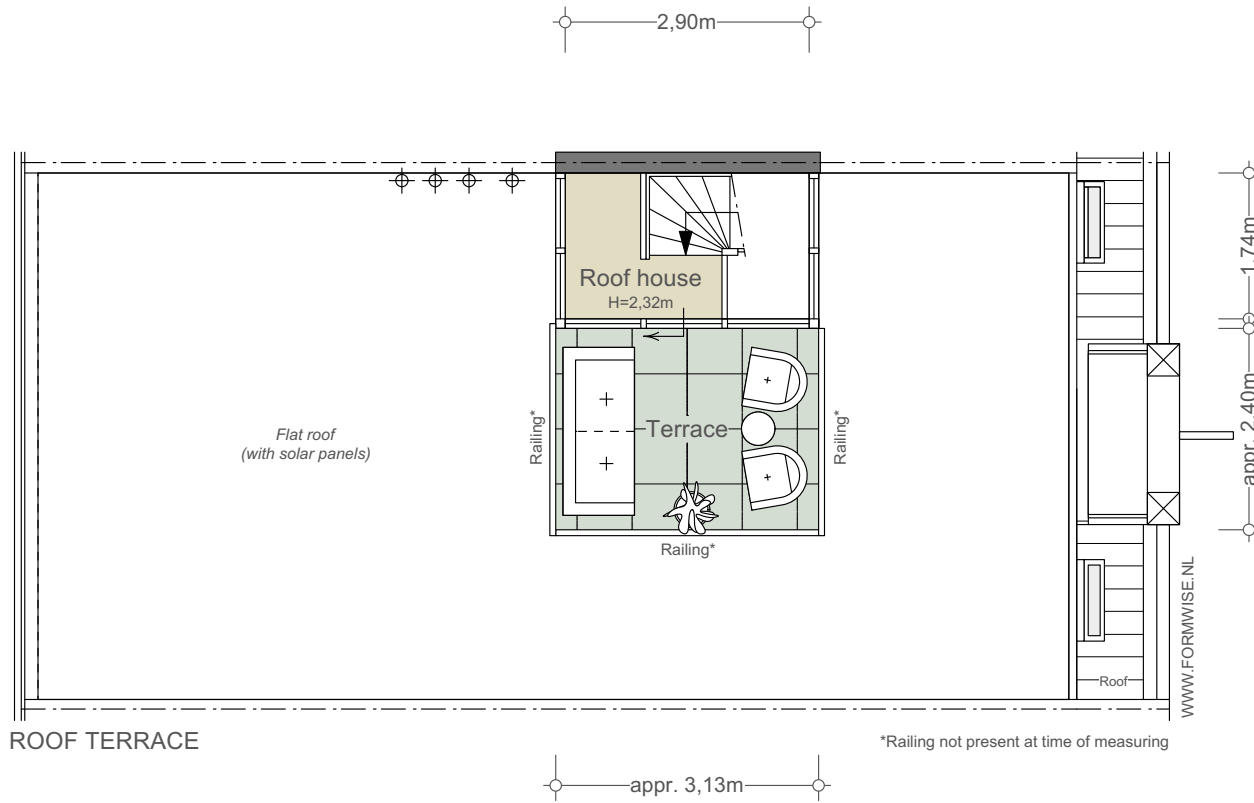 2,90m
1.74m
Roof house
H=2,32m
appr. 2.40m
Railing*
Terrace
Railing*
Flat roof
(with solar panels)
Railing*
WWW.FORMWISE.NL
Roof
ROOF TERRACE
*Railing not present at time of measuring
appr. 3,13m